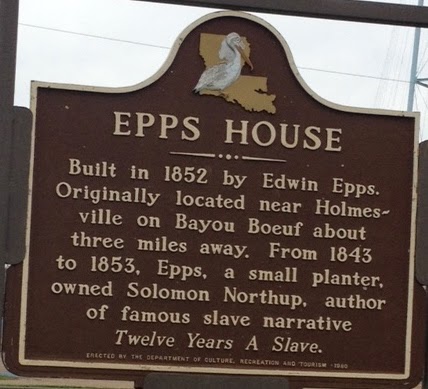 EPPS HOUSE
Built in 1852 by Edwin Epps.
Originally located near Holmes-
ville on Bayou Boeuf about
three miles away. From 1843
to 1853, Epps, a small planter,
owned Solomon Northup, author
of famous slave narrative
Twelve Years A Slave.
ERECTED BY THE DEPARTMENT OF CULTURE, RECREATION AND TOURISM